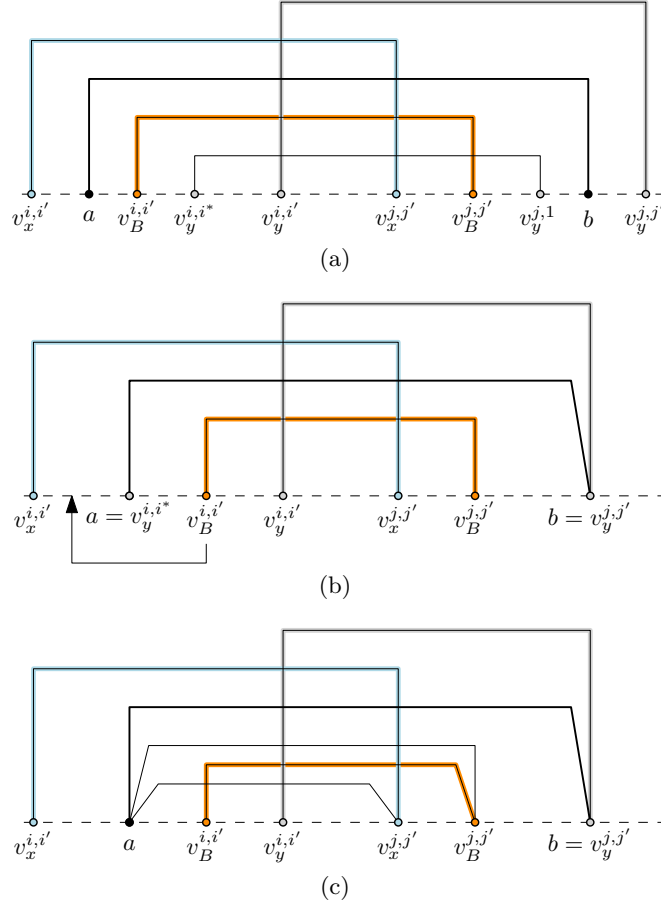 $v_x^{i,i'}$ $a$ $v_B^{i,i'}$ $v_y^{i,i^*}$ $v_y^{i,i'}$ $v_x^{j,j'}$ $v_B^{j,j'}$ $v_y^{j,1}$ $b$ $v_y^{j,j'}$
(a)
$v_x^{i,i'}$ $a = v_y^{i,i^*}$ $v_B^{i,i'}$ $v_y^{i,i'}$ $v_x^{j,j'}$ $v_B^{j,j'}$ $b = v_y^{j,j'}$
(b)
$v_x^{i,i'}$ $a$ $v_B^{i,i'}$ $v_y^{i,i'}$ $v_x^{j,j'}$ $v_B^{j,j'}$ $b = v_y^{j,j'}$
(c)